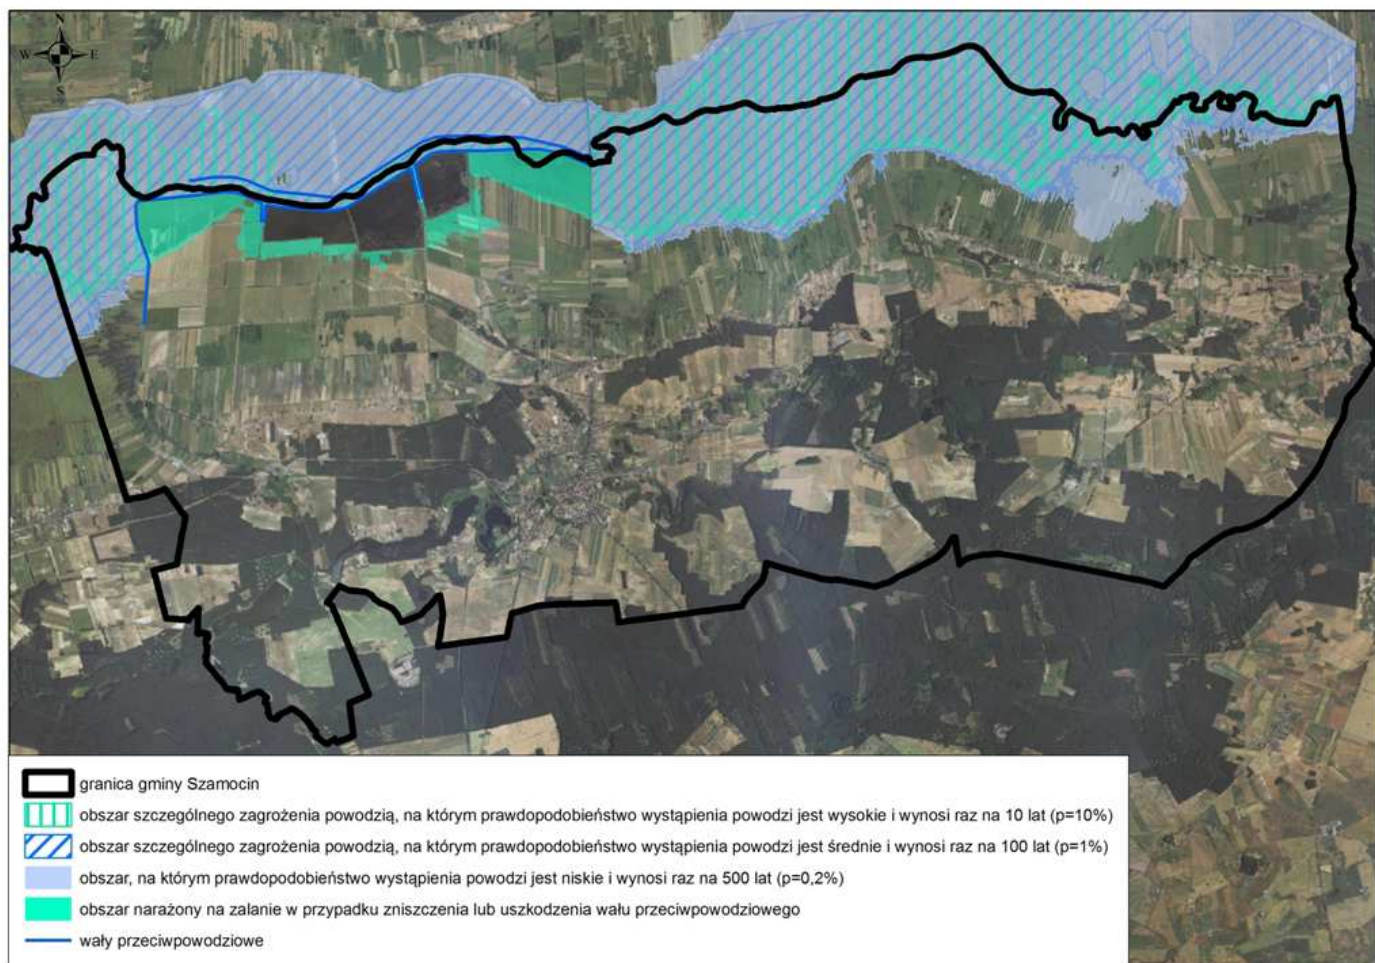 N
W E
S
granica gminy Szamocin
obszar szczególnego zagrożenia powodzią, na którym prawdopodobieństwo wystąpienia powodzi jest wysokie i wynosi raz na 10 lat (p=10%)
obszar szczególnego zagrożenia powodzią, na którym prawdopodobieństwo wystąpienia powodzi jest średnie i wynosi raz na 100 lat (p=1%)
obszar, na którym prawdopodobieństwo wystąpienia powodzi jest niskie i wynosi raz na 500 lat (p=0,2%)
obszar narażony na zalanie w przypadku zniszczenia lub uszkodzenia wału przeciwpowodziowego
wały przeciwpowodziowe